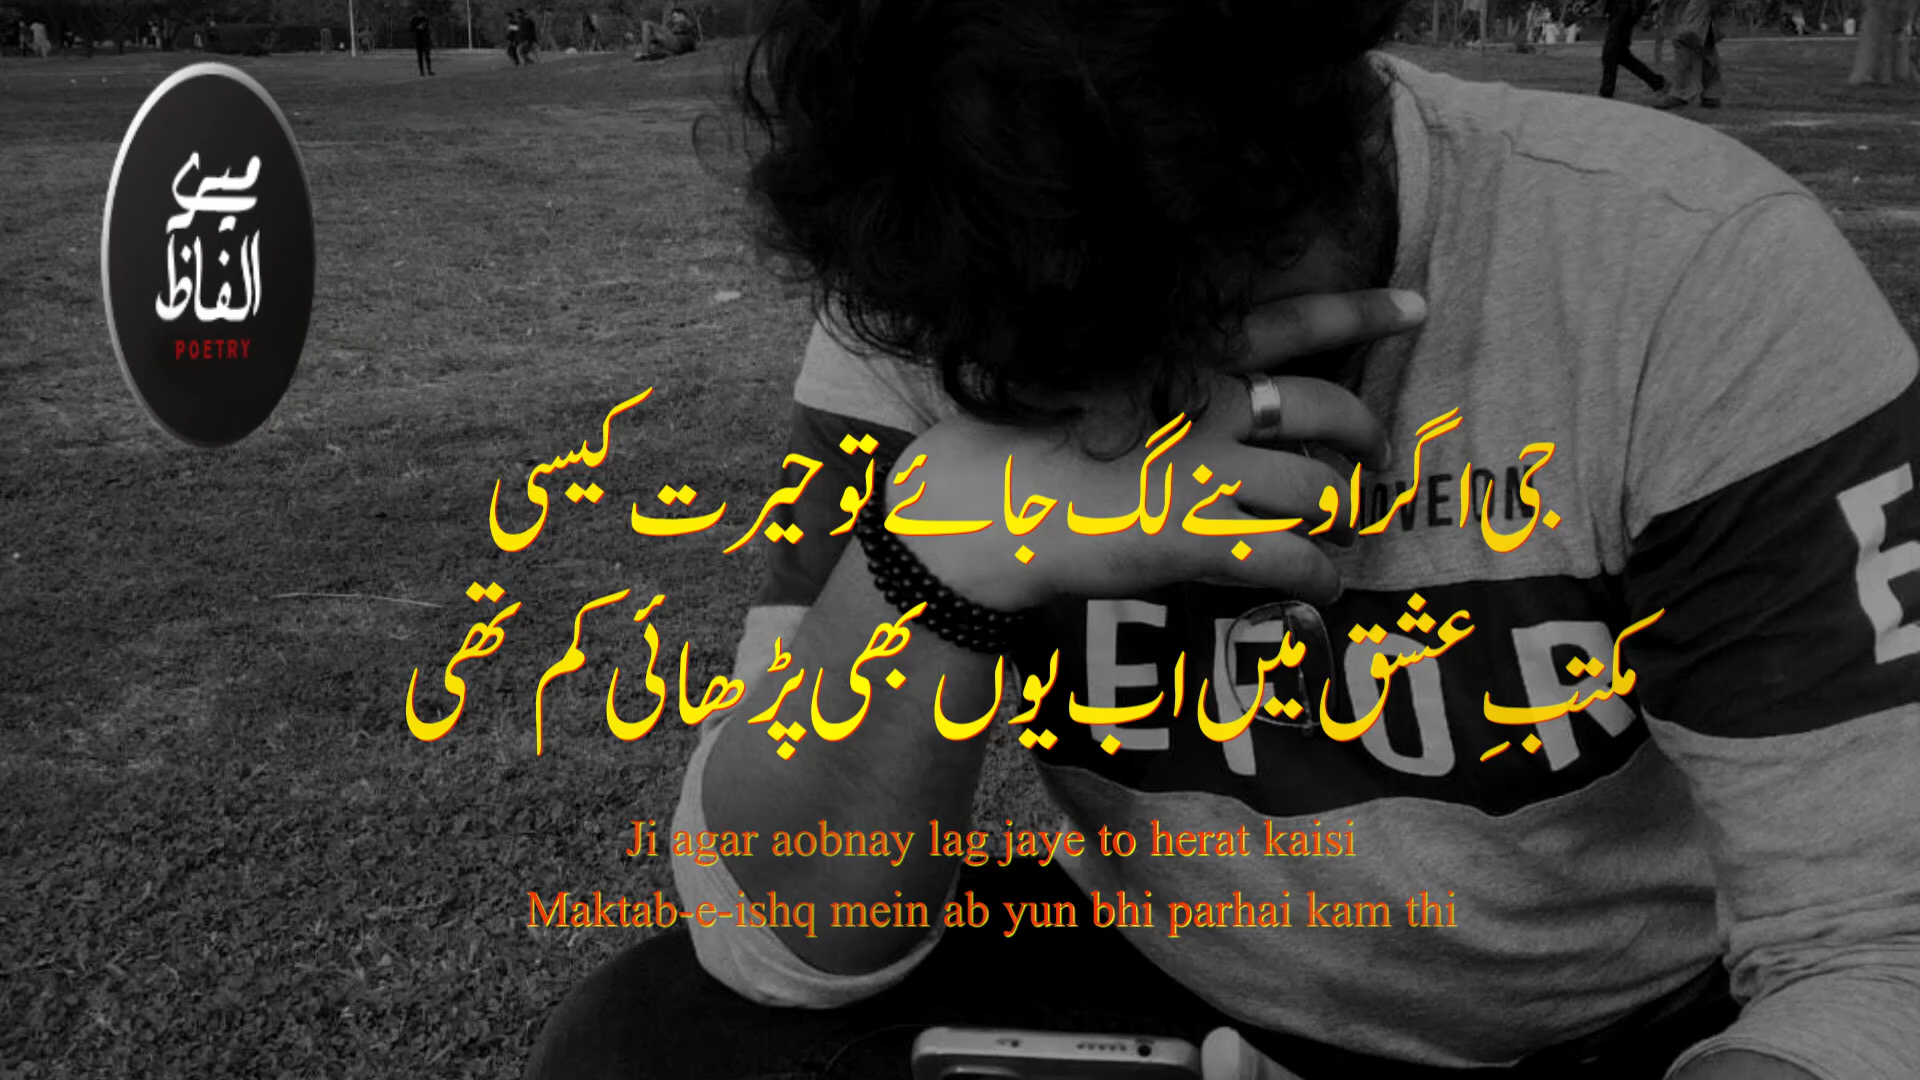 میرے
الفاظ
POETRY
جی اگر اوبنے لگ جائے تو حیرت کیسی
مکتبِ عشق میں اب یوں بھی پڑھائی کم تھی
Ji agar aobnay lag jaye to herat kaisi
Maktab-e-ishq mein ab yun bhi parhai kam thi